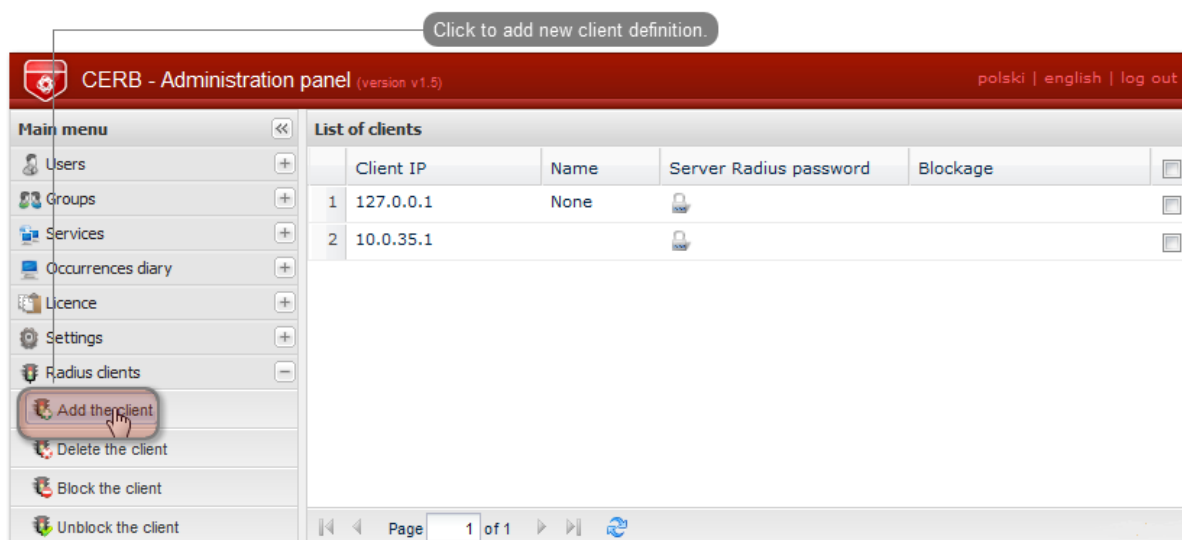 Click to add new client definition.
CERB - Administration panel (version v1.5)
polski | english | log out
Main menu
Users
Groups
Services
Occurrences diary
Licence
Settings
Radius clients
Add the client
Delete the client
Block the client
Unblock the client
List of clients
Client IP Name Server Radius password Blockage
1 127.0.0.1 None
2 10.0.35.1
Page 1 of 1